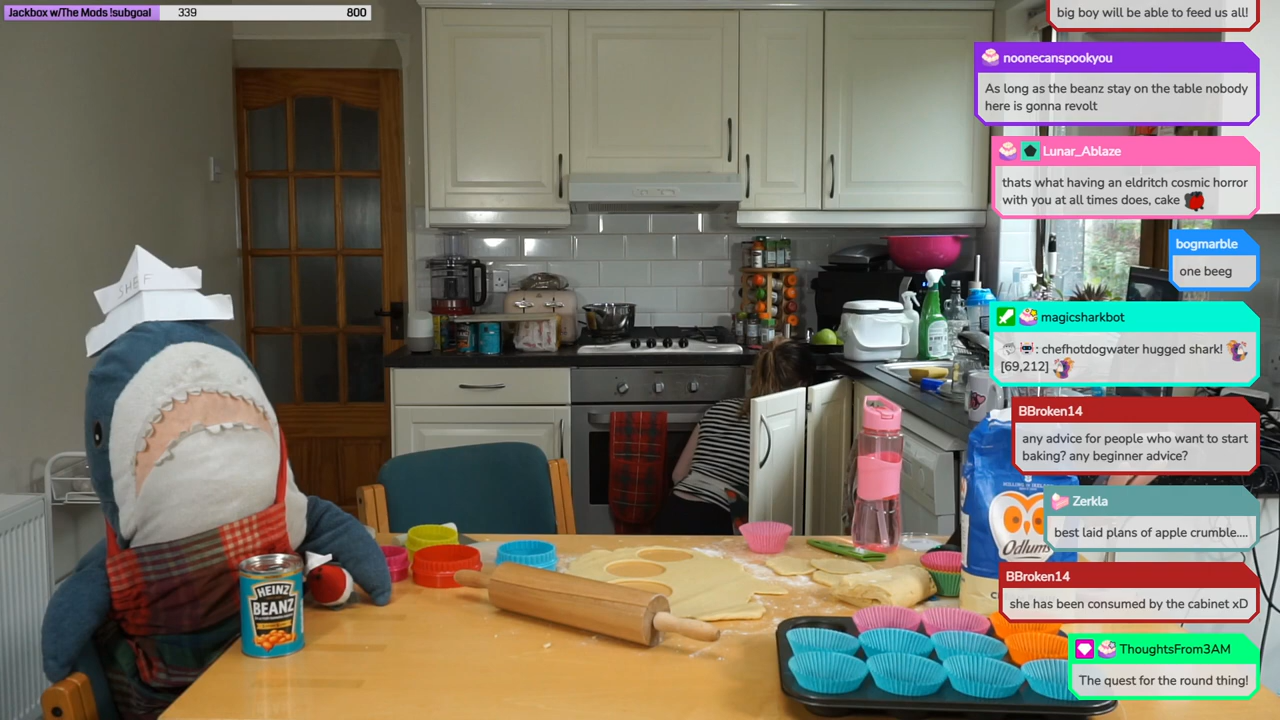 Jackbox w/The Mods !subgoal 339 800
big boy will be able to feed us all!
noonecanspookyou
As long as the beanz stay on the table nobody
here is gonna revolt
Lunar_Ablaze
thats what having an eldritch cosmic horror
with you at all times does, cake
bogmarble
one beeg
magicsharkbot
: chefhotdogwater hugged shark!
[69,212]
BBroken14
any advice for people who want to start
baking? any beginner advice?
Zerkla
best laid plans of apple crumble....
BBroken14
she has been consumed by the cabinet xD
ThoughtsFrom3AM
The quest for the round thing!
SHEF
HEINZ
BEANZ
Odlums